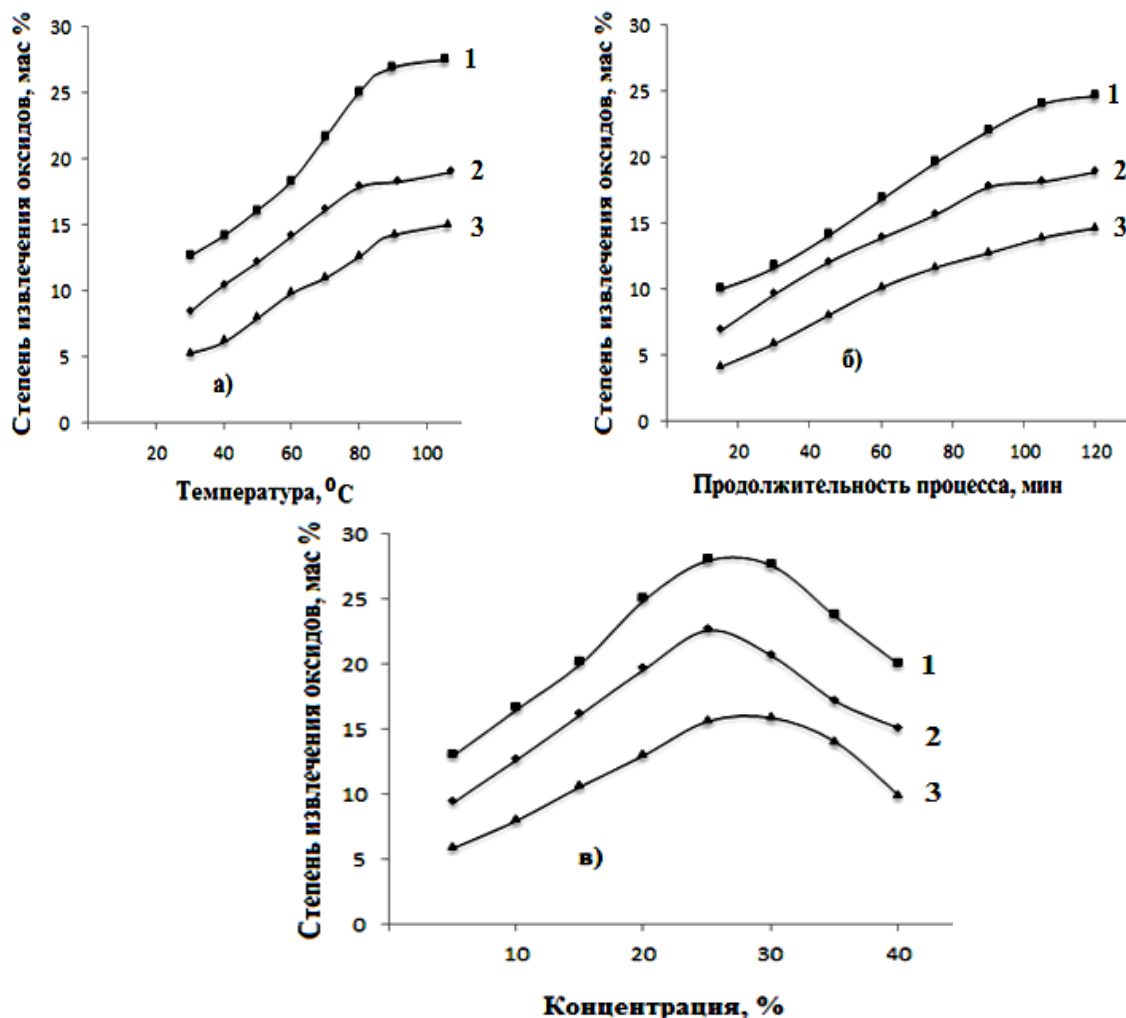 Степень извлечения оксидов, мас %
30
25
20
15
10
5
0
1
2
3
а)
20 40 60 80 100
Температура, ⁰С
Степень извлечения оксидов, мас %
30
25
20
15
10
5
0
1
2
3
б)
20 40 60 80 100 120
Продолжительность процесса, мин
Степень извлечения оксидов, мас %
30
25
20
15
10
5
0
1
2
3
в)
10 20 30 40
Концентрация, %